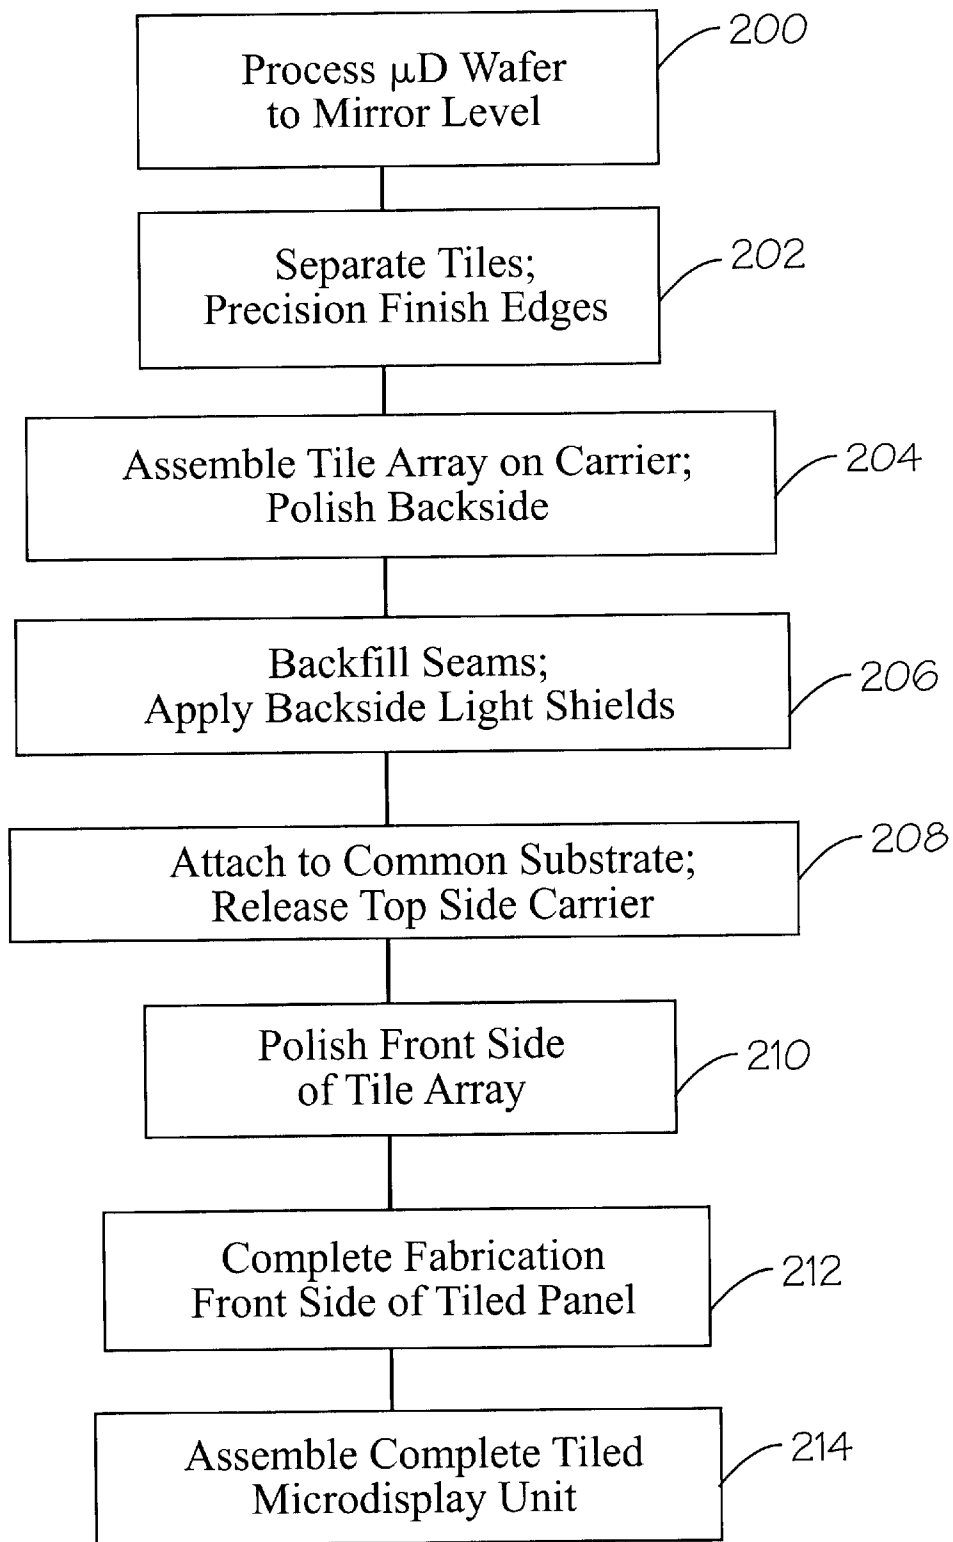 200
Process μD Wafer
to Mirror Level
202
Separate Tiles;
Precision Finish Edges
204
Assemble Tile Array on Carrier;
Polish Backside
206
Backfill Seams;
Apply Backside Light Shields
208
Attach to Common Substrate;
Release Top Side Carrier
210
Polish Front Side
of Tile Array
212
Complete Fabrication
Front Side of Tiled Panel
214
Assemble Complete Tiled
Microdisplay Unit